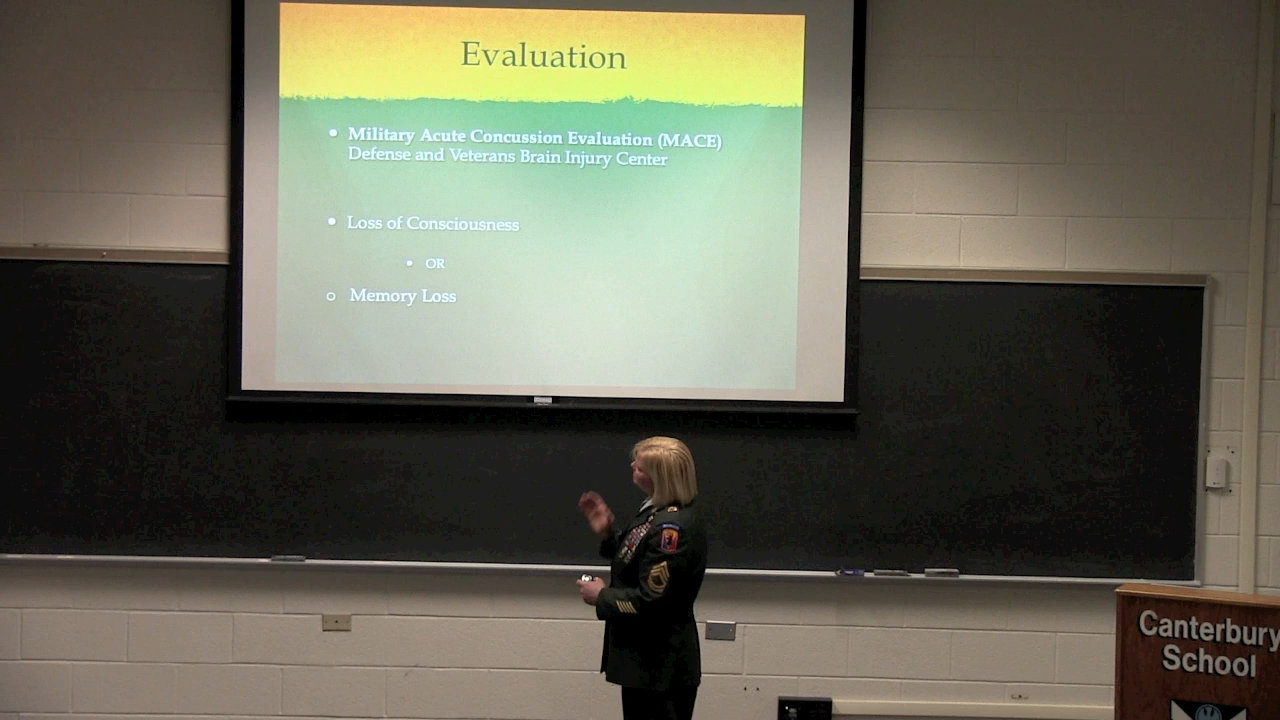 Evaluation
Military Acute Concussion Evaluation (MACE)
Defense and Veterans Brain Injury Center
Loss of Consciousness
OR
Memory Loss
Canterbury
School